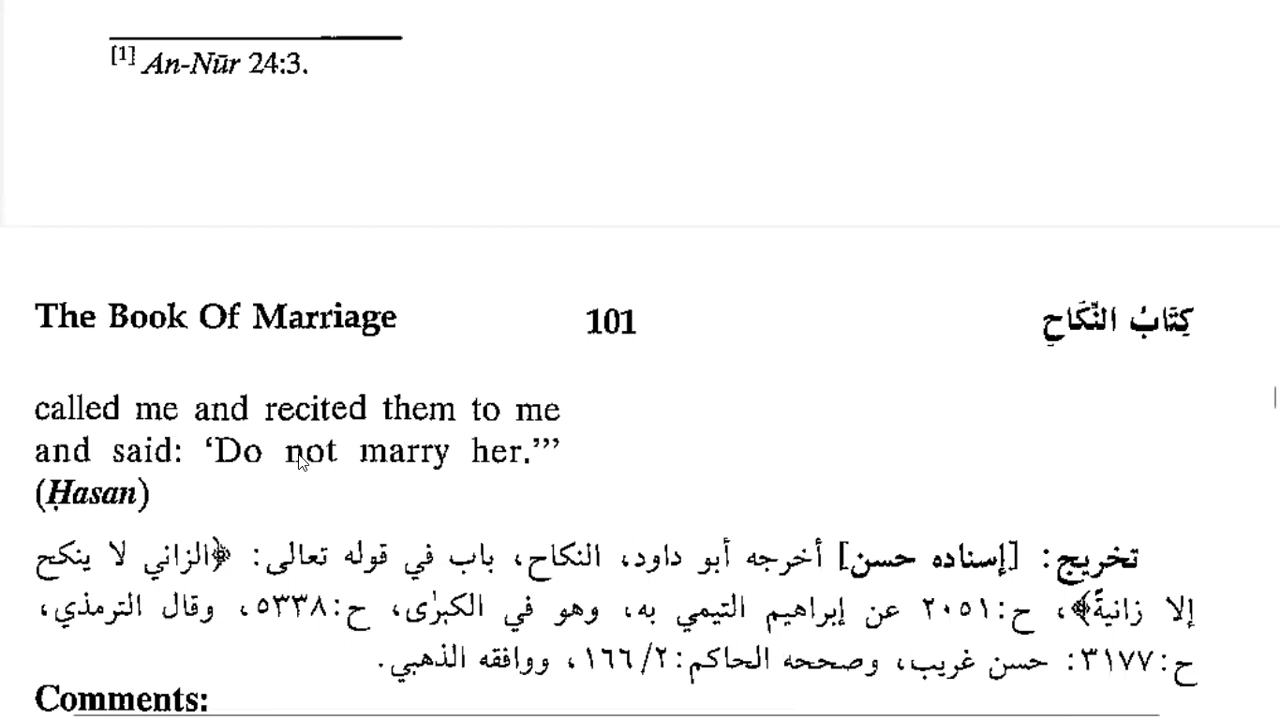 [1] An-Nūr 24:3.
The Book Of Marriage 101 كِتَابُ النِّكَاحِ
called me and recited them to me
and said: ‘Do not marry her.’”
(Ḥasan)
تخريج: [إسناده حسن] أخرجه أبو داود، النكاح، باب في قوله تعالى: ﴿الزاني لا ينكح
إلا زانيةً﴾، ح:٢٠٥١ عن إبراهيم التيمي به، وهو في الكبرٰى، ح:٥٣٣٨، وقال الترمذي،
ح:٣١٧٧: حسن غريب، وصححه الحاكم:٢/ ١٦٦، ووافقه الذهبي.
Comments: